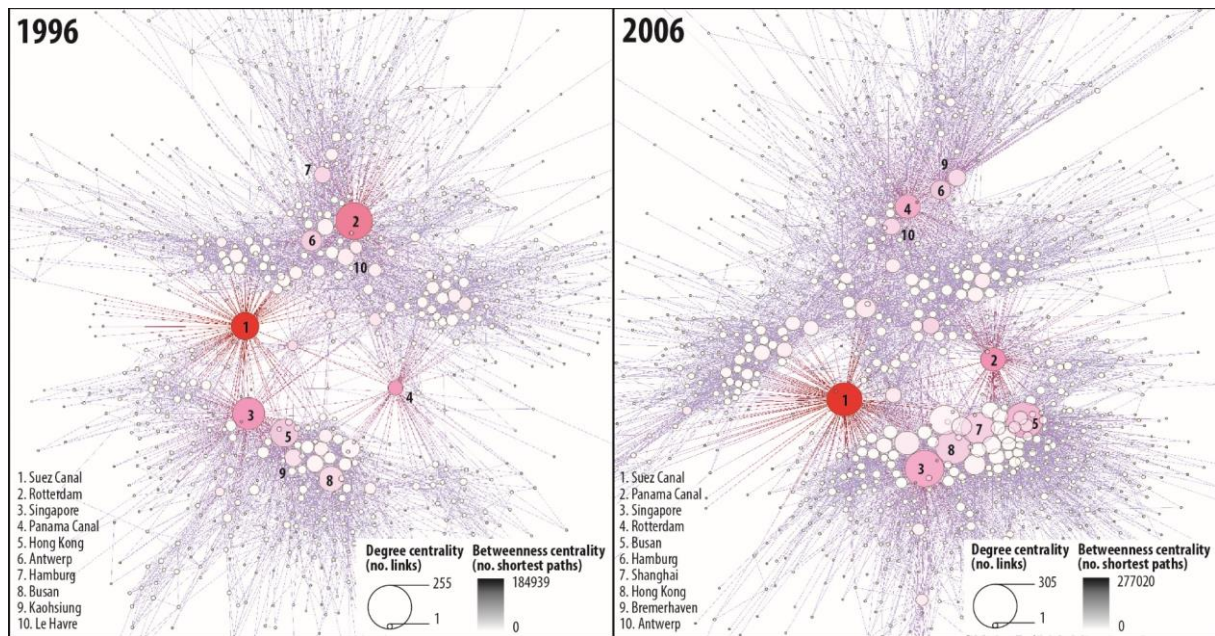 1996
7
2
6
10
1
3
4
5
9
8
1. Suez Canal
2. Rotterdam
3. Singapore
4. Panama Canal
5. Hong Kong
6. Antwerp
7. Hamburg
8. Busan
9. Kaohsiung
10. Le Havre
Degree centrality
(no. links)
255
1
Betweenness centrality
(no. shortest paths)
184939
0
2006
9
6
4
10
2
1
7
5
8
3
1. Suez Canal
2. Panama Canal
3. Singapore
4. Rotterdam
5. Busan
6. Hamburg
7. Shanghai
8. Hong Kong
9. Bremerhaven
10. Antwerp
Degree centrality
(no. links)
305
1
Betweenness centrality
(no. shortest paths)
277020
0